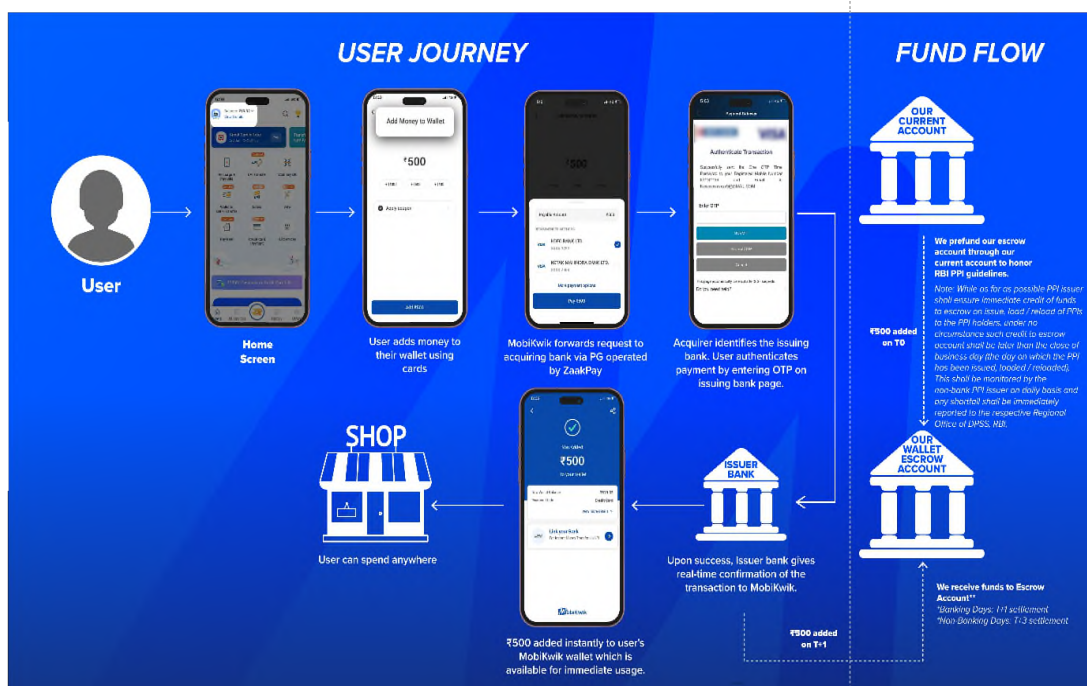 USER JOURNEY
FUND FLOW
User
Home
Screen
Add Money to Wallet
₹500
User adds money to
their wallet using
cards
₹500
MobiKwik forwards request to
acquiring bank via PG operated
by ZaakPay
VISA
Authenticate Transaction
Acquirer identifies the issuing
bank. User authenticates
payment by entering OTP on
issuing bank page.
OUR
CURRENT
ACCOUNT
We prefund our escrow
account through our
current account to honor
RBI PPI guidelines.
Note: While as far as possible PPI issuer
shall ensure immediate credit of funds
to escrow on issue, load / reload of PPIs
to the PPI holders, under no
circumstance such credit to escrow
account shall be later than the close of
business day (the day on which the PPI
has been issued, loaded / reloaded);
This shall be monitored by the
non-bank PPI issuer on daily basis and
any shortfall shall be immediately
reported to the respective Regional
Office of DPSS, RBI.
₹500 added
on T0
OUR
WALLET
ESCROW
ACCOUNT
SHOP
User can spend anywhere
₹500
MobiKwik
₹500 added instantly to user's
MobiKwik wallet which is
available for immediate usage.
ISSUER
BANK
Upon success, Issuer bank gives
real-time confirmation of the
transaction to MobiKwik.
₹500 added
on T+1
We receive funds to Escrow
Account**
*Banking Days: T+1 settlement
*Non-Banking Days: T+3 settlement